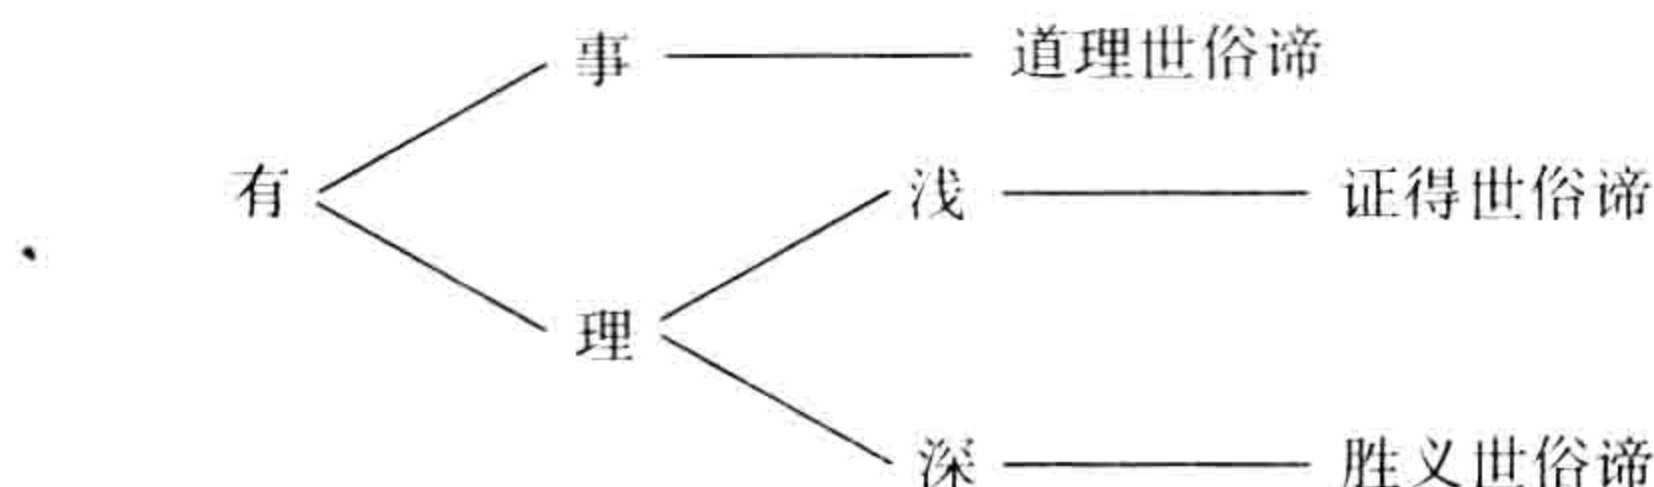 事 道理世俗谛
有 浅 证得世俗谛
理
深 胜义世俗谛